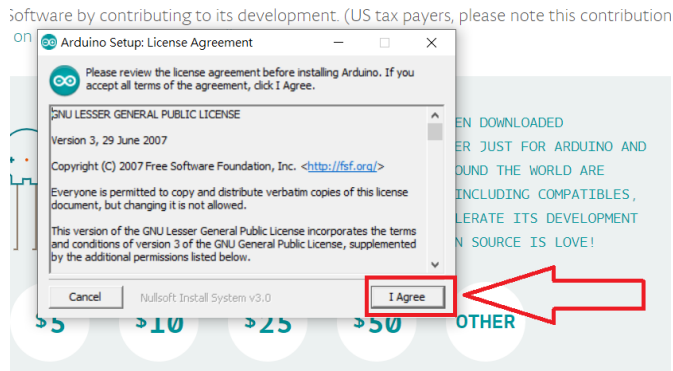 Software by contributing to its development. (US tax payers, please note this contribution
on
Arduino Setup: License Agreement
Please review the license agreement before installing Arduino. If you
accept all terms of the agreement, click I Agree.
GNU LESSER GENERAL PUBLIC LICENSE
Version 3, 29 June 2007
Copyright (C) 2007 Free Software Foundation, Inc. <http://fsf.org/>
Everyone is permitted to copy and distribute verbatim copies of this license
document, but changing it is not allowed.
This version of the GNU Lesser General Public License incorporates the terms
and conditions of version 3 of the GNU General Public License, supplemented
by the additional permissions listed below.
Cancel
Nullsoft Install System v3.0
I Agree
EN DOWNLOADED
ER JUST FOR ARDUINO AND
OUND THE WORLD ARE
INCLUDING COMPATIBLES,
LERATE ITS DEVELOPMENT
N SOURCE IS LOVE!
$5
$10
$25
$50
OTHER